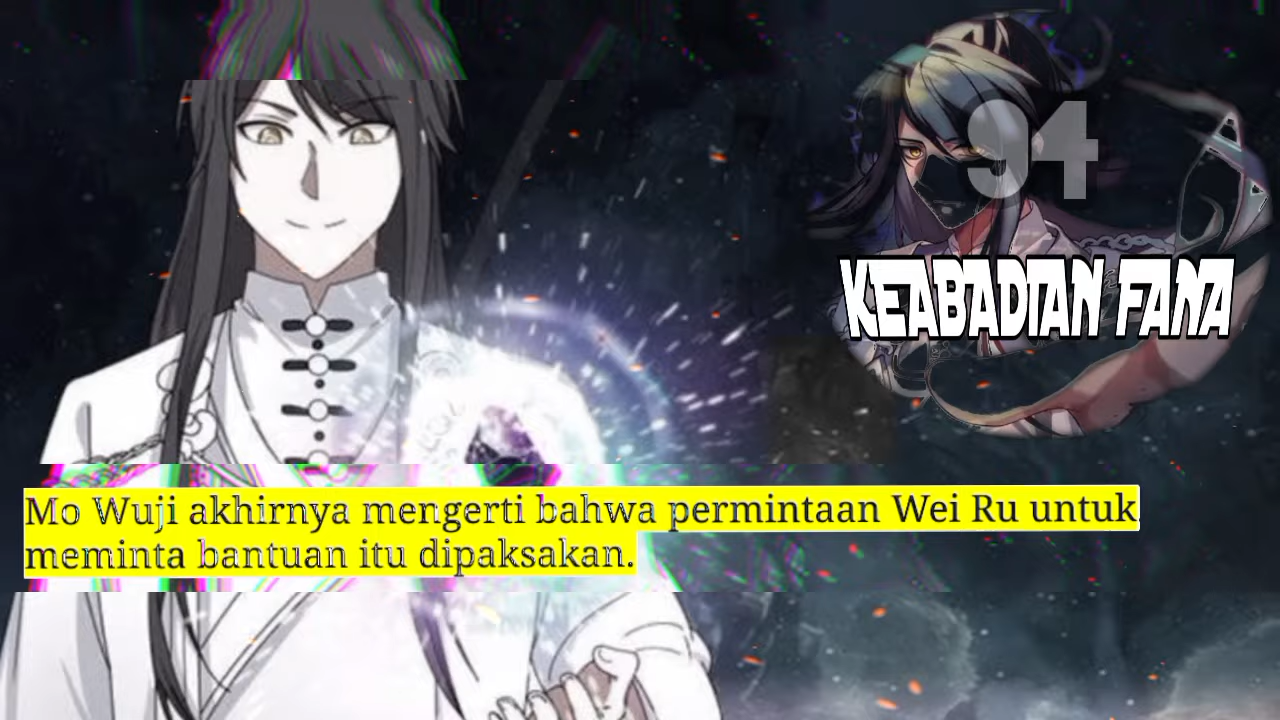 94
KEABADIAN FANA
Mo Wuji akhirnya mengerti bahwa permintaan Wei Ru untuk
meminta bantuan itu dipaksakan.